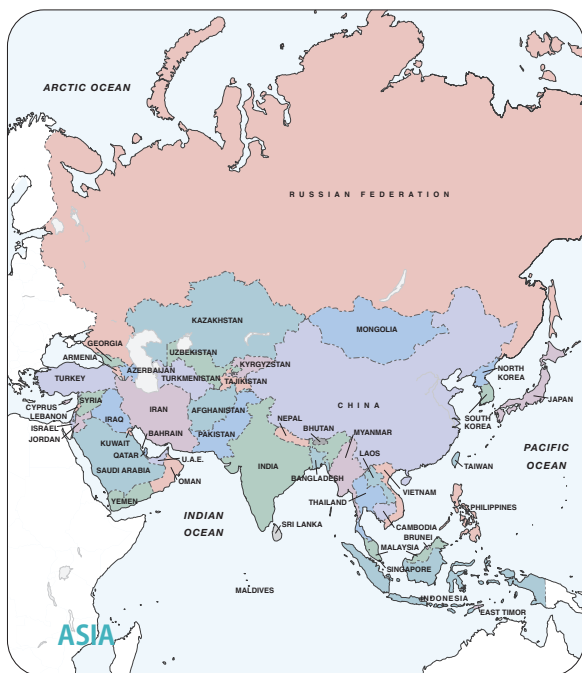 ARCTIC OCEAN
RUSSIAN FEDERATION
KAZAKHSTAN
MONGOLIA
GEORGIA
UZBEKISTAN
ARMENIA
KYRGYZSTAN
AZERBAIJAN
NORTH
KOREA
TURKEY
TURKMENISTAN
TAJIKISTAN
SYRIA
JAPAN
CYPRUS
IRAN
AFGHANISTAN
CHINA
LEBANON
SOUTH
KOREA
IRAQ
NEPAL
ISRAEL
BAHRAIN
PAKISTAN
BHUTAN
MYANMAR
JORDAN
KUWAIT
PACIFIC
OCEAN
QATAR
LAOS
U.A.E.
SAUDI ARABIA
INDIA
TAIWAN
OMAN
BANGLADESH
VIETNAM
YEMEN
THAILAND
PHILIPPINES
INDIAN
OCEAN
SRI LANKA
CAMBODIA
BRUNEI
MALAYSIA
SINGAPORE
MALDIVES
INDONESIA
EAST TIMOR
ASIA